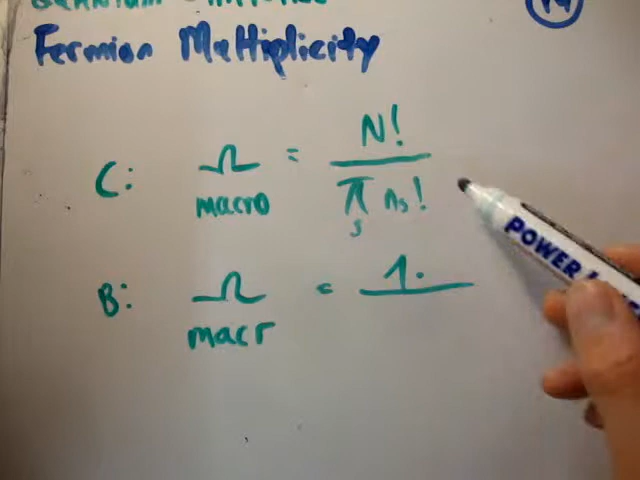 Fermion Multiplicity
C: Ω macro = N! / π s ns!
B: Ω macr = 1.
POWER